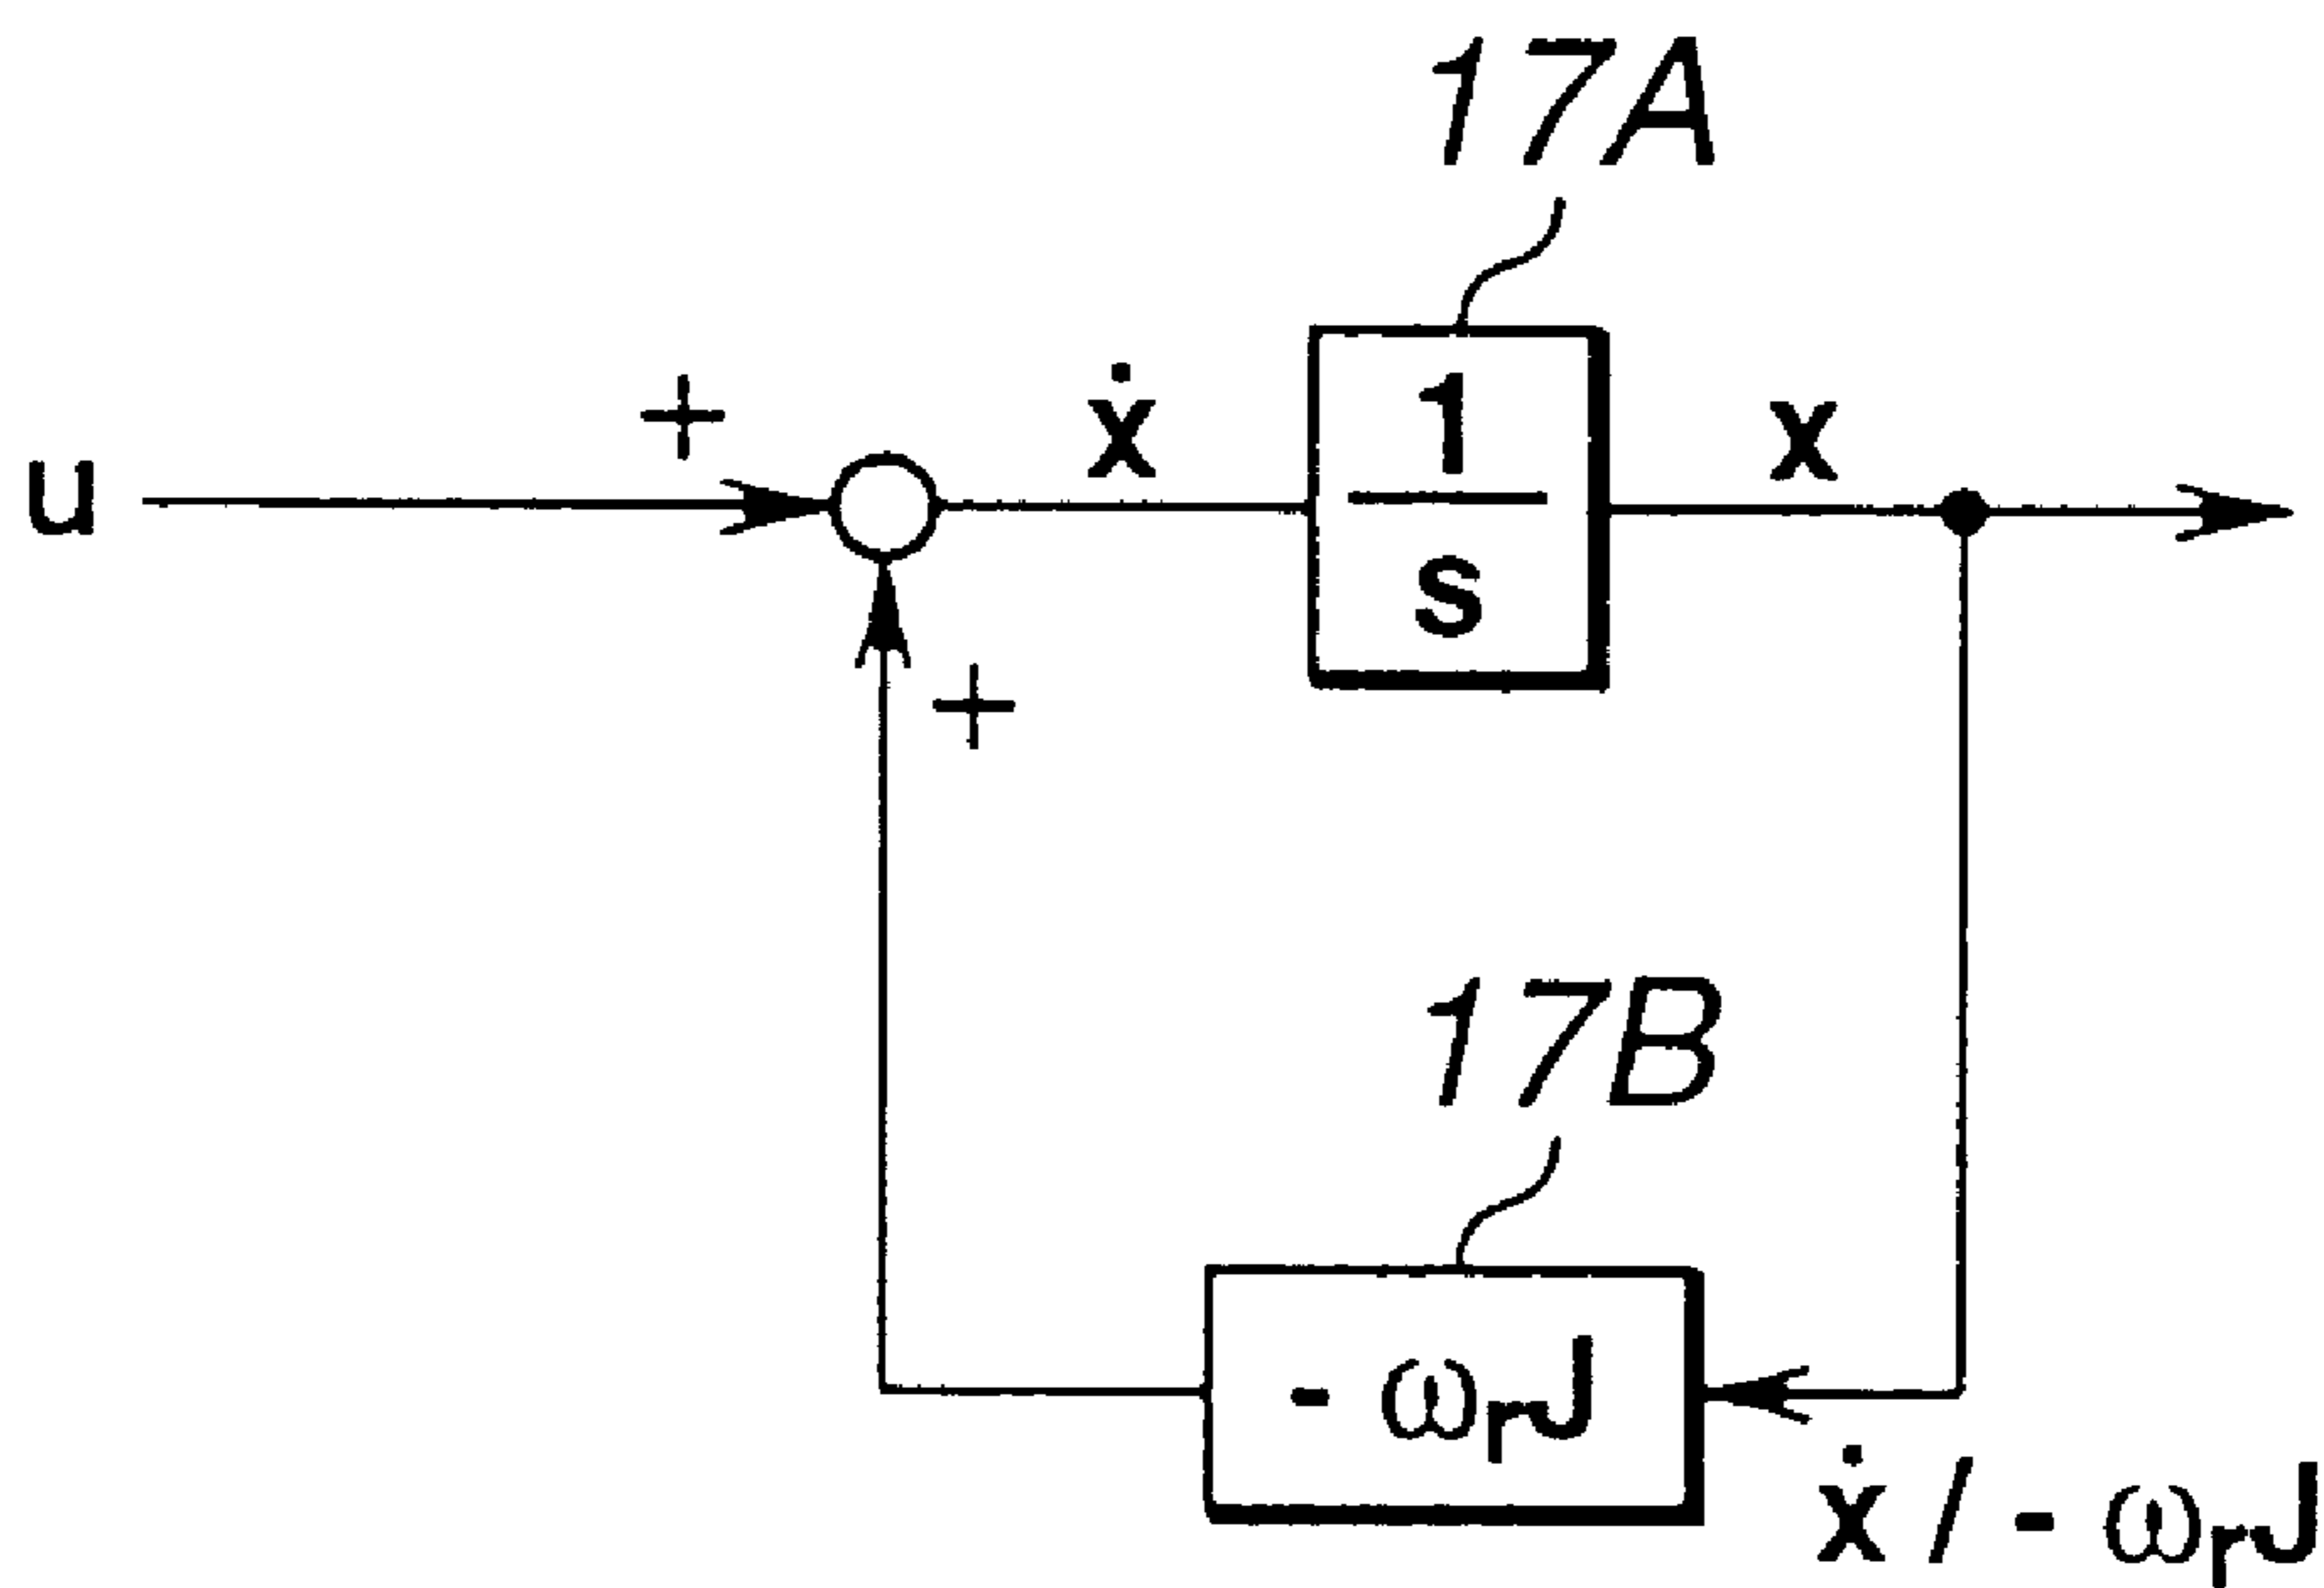 17A
+
ẋ
x
u
1
s
+
17B
- ωrJ
ẋ / - ωrJ